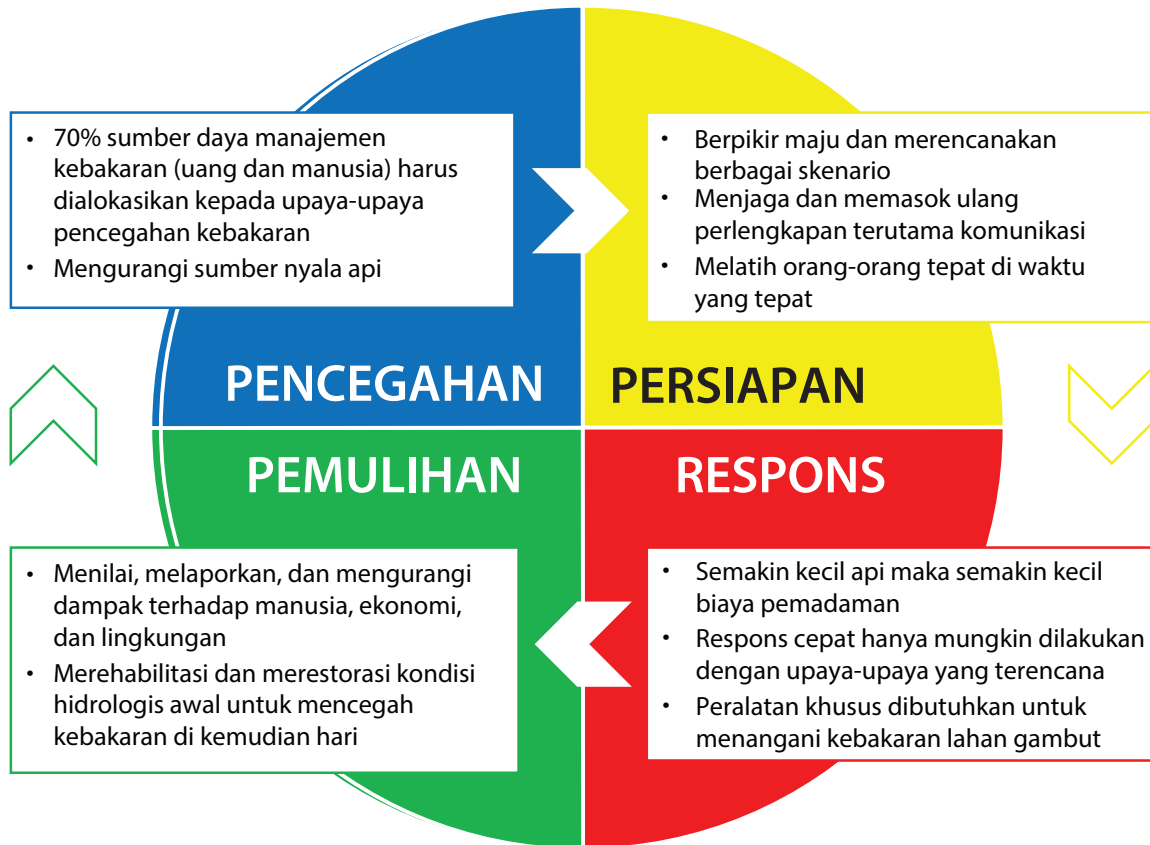 • 70% sumber daya manajemen
kebakaran (uang dan manusia) harus
dialokasikan kepada upaya-upaya
pencegahan kebakaran
• Mengurangi sumber nyala api
PENCEGAHAN
• Berpikir maju dan merencanakan
berbagai skenario
• Menjaga dan memasok ulang
perlengkapan terutama komunikasi
• Melatih orang-orang tepat di waktu
yang tepat
PERSIAPAN
PEMULIHAN
• Menilai, melaporkan, dan mengurangi
dampak terhadap manusia, ekonomi,
dan lingkungan
• Merehabilitasi dan merestorasi kondisi
hidrologis awal untuk mencegah
kebakaran di kemudian hari
RESPONS
• Semakin kecil api maka semakin kecil
biaya pemadaman
• Respons cepat hanya mungkin dilakukan
dengan upaya-upaya yang terencana
• Peralatan khusus dibutuhkan untuk
menangani kebakaran lahan gambut